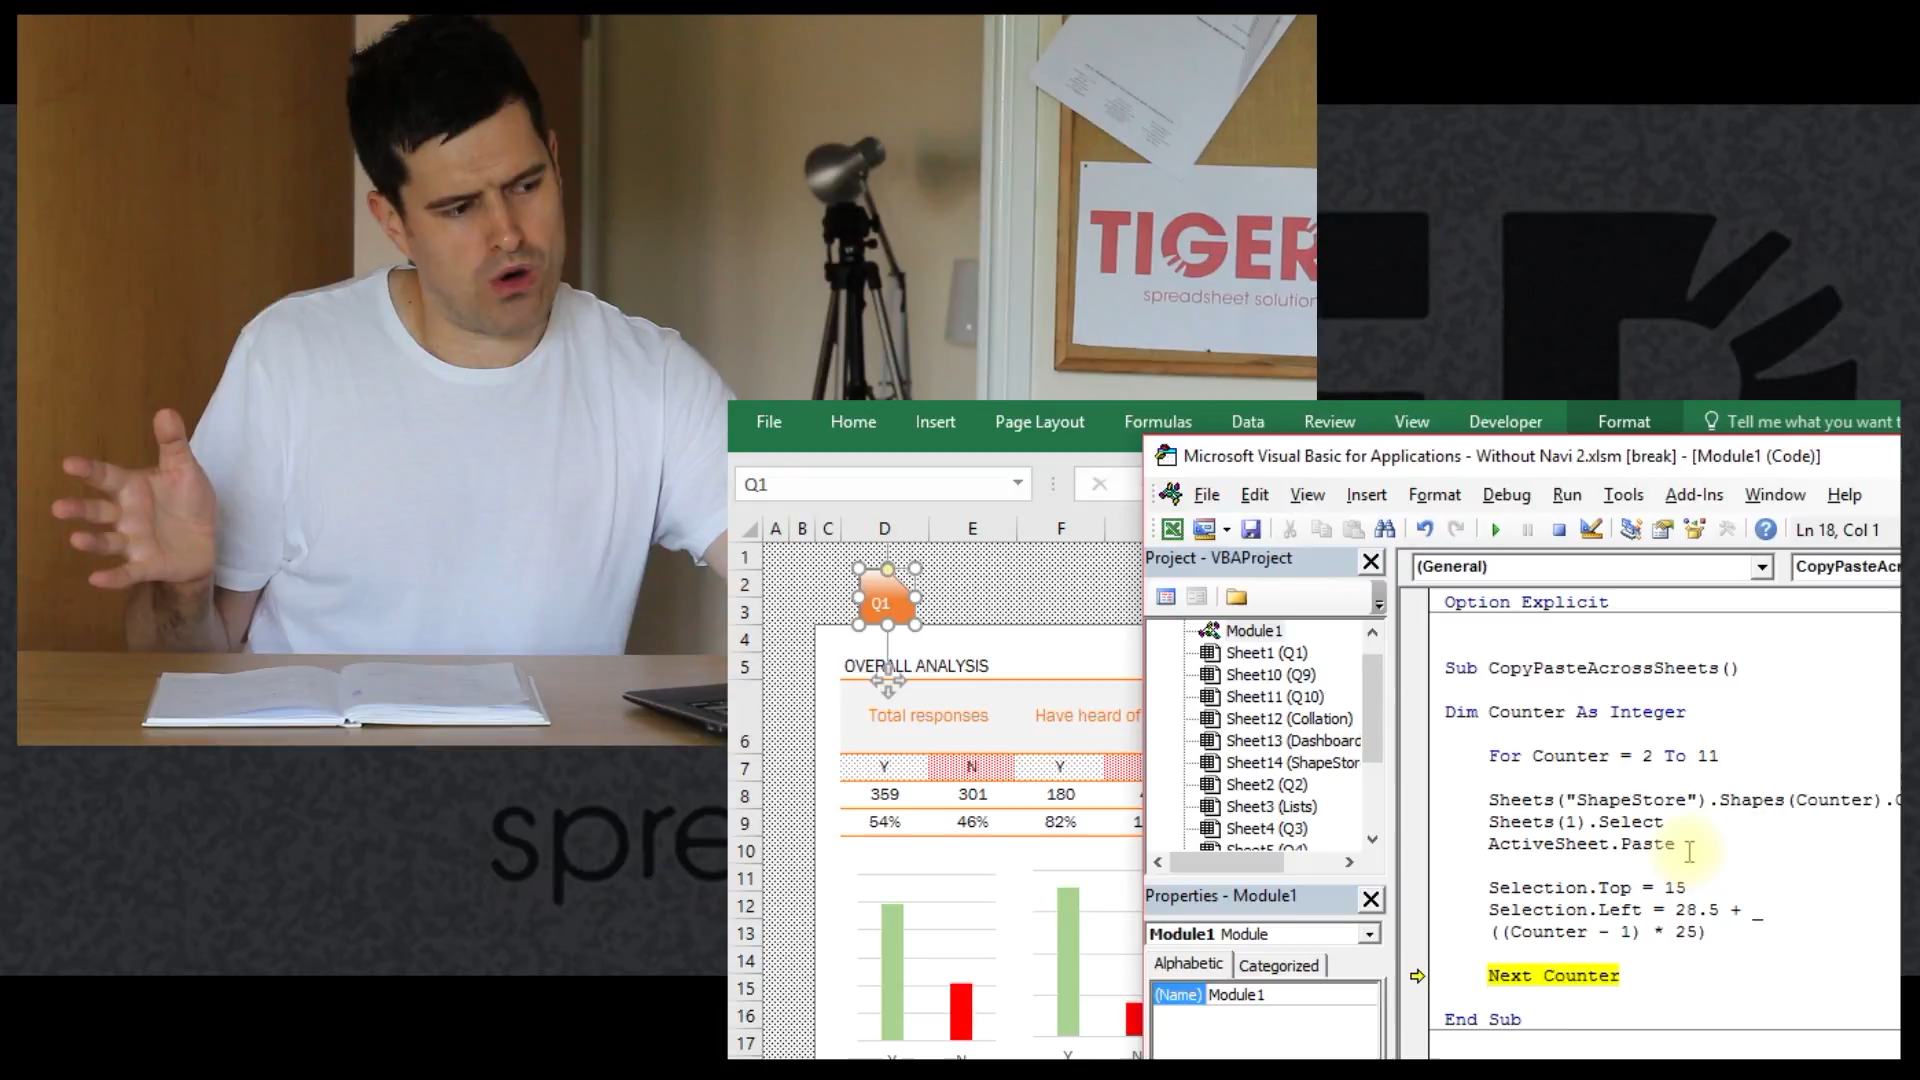 TIGER
spreadsheet solution
spre
File Home Insert Page Layout Formulas Data Review View Developer Format Tell me what you want t
Q1
A B C D E F
1
2
3
Q1
4
5 OVERALL ANALYSIS
Total responses Have heard of
6
7 Y N Y
8 359 301 180
9 54% 46% 82% 1
10
11
12
13
14
15
16
17
Y N Y N
Microsoft Visual Basic for Applications - Without Navi 2.xlsm [break] - [Module1 (Code)]
File Edit View Insert Format Debug Run Tools Add-Ins Window Help
Ln 18, Col 1
Project - VBAProject
Module1
Sheet1 (Q1)
Sheet10 (Q9)
Sheet11 (Q10)
Sheet12 (Collation)
Sheet13 (Dashboard
Sheet14 (ShapeStor
Sheet2 (Q2)
Sheet3 (Lists)
Sheet4 (Q3)
Properties - Module1
Module1 Module
Alphabetic Categorized
(Name) Module1
(General) CopyPasteAcr
Option Explicit
Sub CopyPasteAcrossSheets()
Dim Counter As Integer
For Counter = 2 To 11
Sheets("ShapeStore").Shapes(Counter).
Sheets(1).Select
ActiveSheet.Paste
Selection.Top = 15
Selection.Left = 28.5 + _
((Counter - 1) * 25)
Next Counter
End Sub